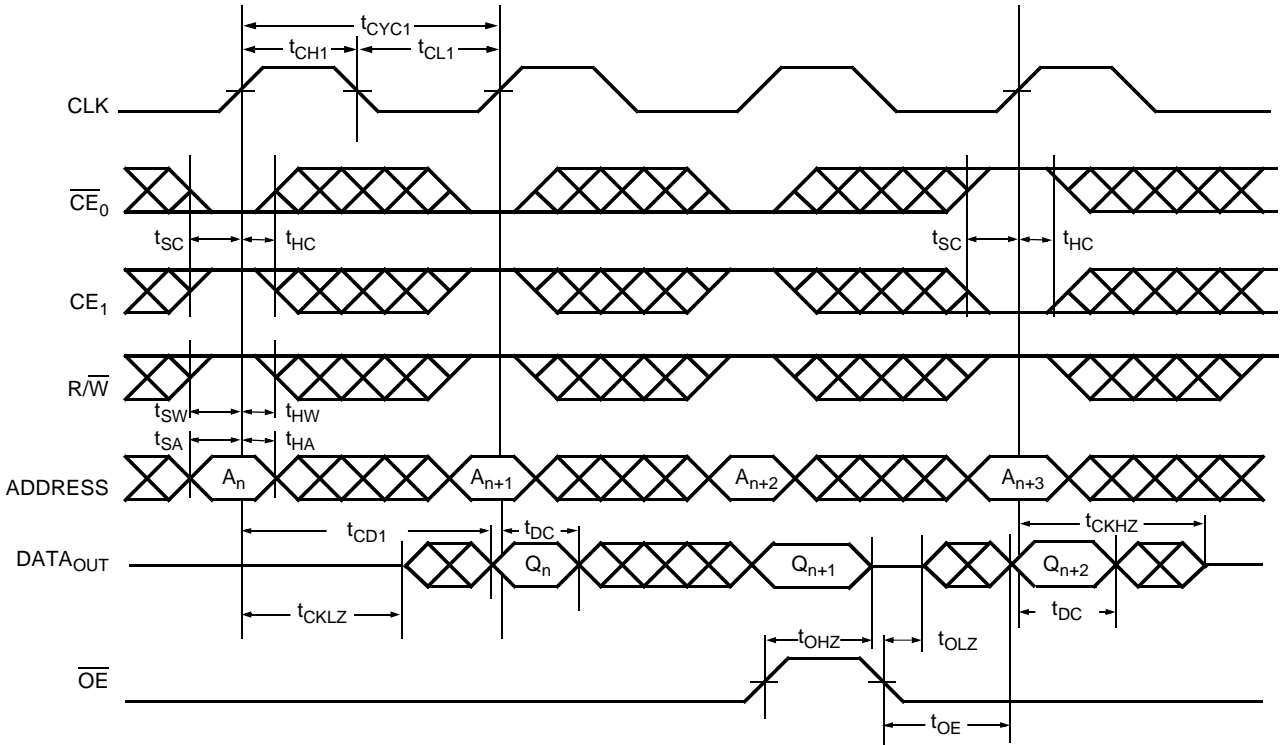 tCYC1
tCH1 tCL1
CLK
CE0
tSC tHC tSC tHC
CE1
R/W
tSW tHW
tSA tHA
ADDRESS An An+1 An+2 An+3
tCD1 tDC tCKHZ
DATAOUT Qn Qn+1 Qn+2
tCKLZ tDC
tOHZ tOLZ
OE
tOE